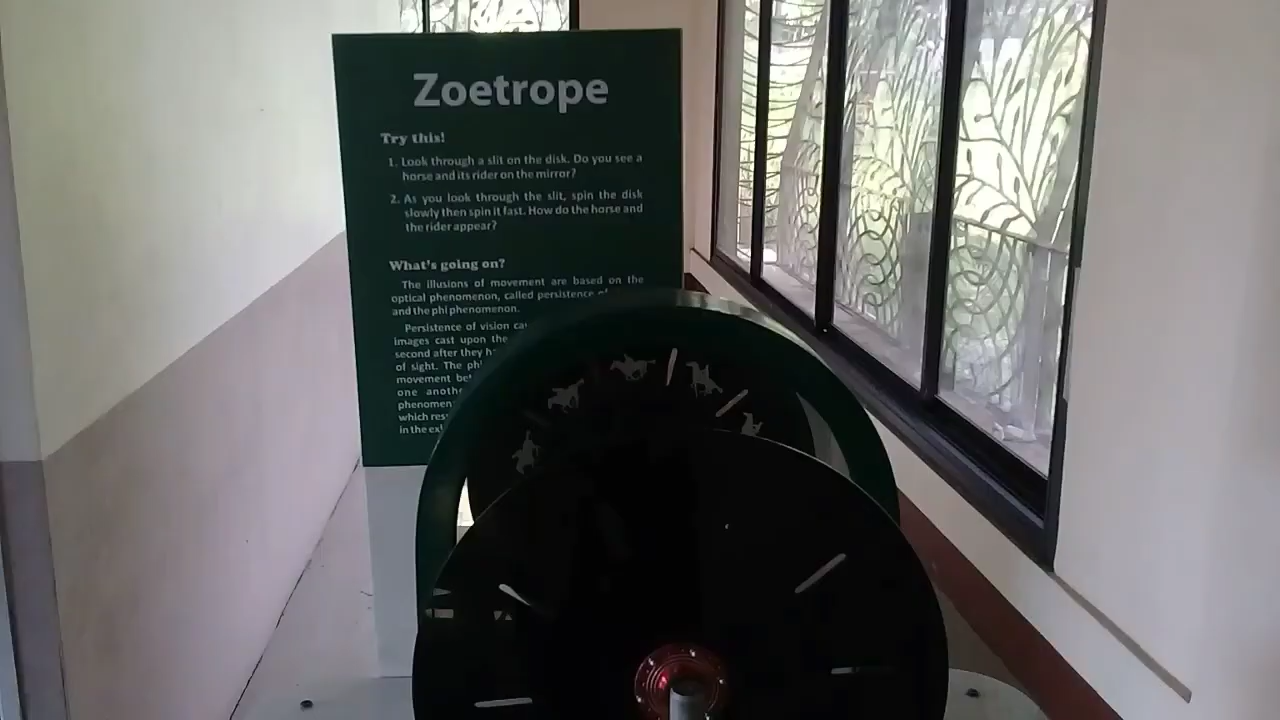 Zoetrope
Try this!
1. Look through a slit on the disk. Do you see a
horse and its rider on the mirror?
2. As you look through the slit, spin the disk
slowly then spin it fast. How do the horse and
the rider appear?
What's going on?
The illusions of movement are based on the
optical phenomenon, called persistence
and the phi phenomenon.
Persistence of vision
images cast upon the
second after they
of sight. The
movement
one
which
in the